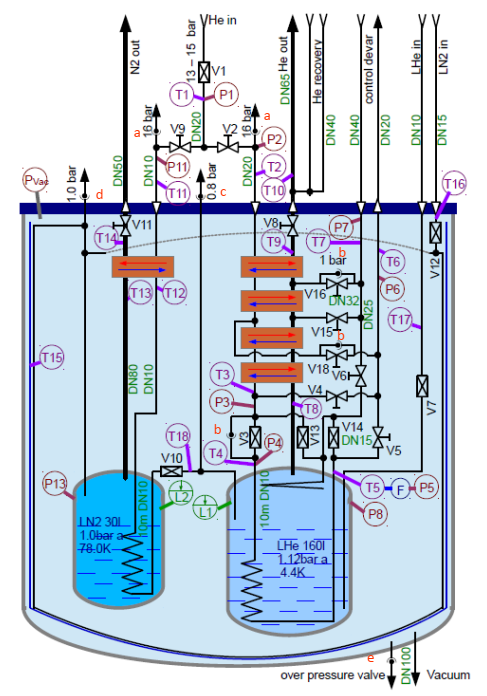 N2 out
13 – 15 bar
He in
He out
He recovery
control devar
LHe in
LN2 in
V1
T1
P1
DN65
a
16 bar
DN20
16 bar
a
V9
V2
P2
DN50
DN10
P11
T11
DN20
T2
T10
DN40
DN40
DN20
DN10
DN15
PVac
1.0 bar
d
0.8 bar
c
T16
V11
T14
V8
T9
P7
T7
b
1 bar
T6
P6
V12
T13
T12
V16
DN32
DN25
V15
b
T17
T15
V18
V6
DN80
DN10
T3
P3
V4
T8
V7
b
V3
V13
V14
DN15
V5
T18
V10
T4
P4
P13
L2
L1
T5
F
P5
P8
10m DN10
10m DN10
LN2 30l
1.0bar a
78.0K
LHe 160l
1.12bar a
4.4K
e
over pressure valve
DN100
Vacuum